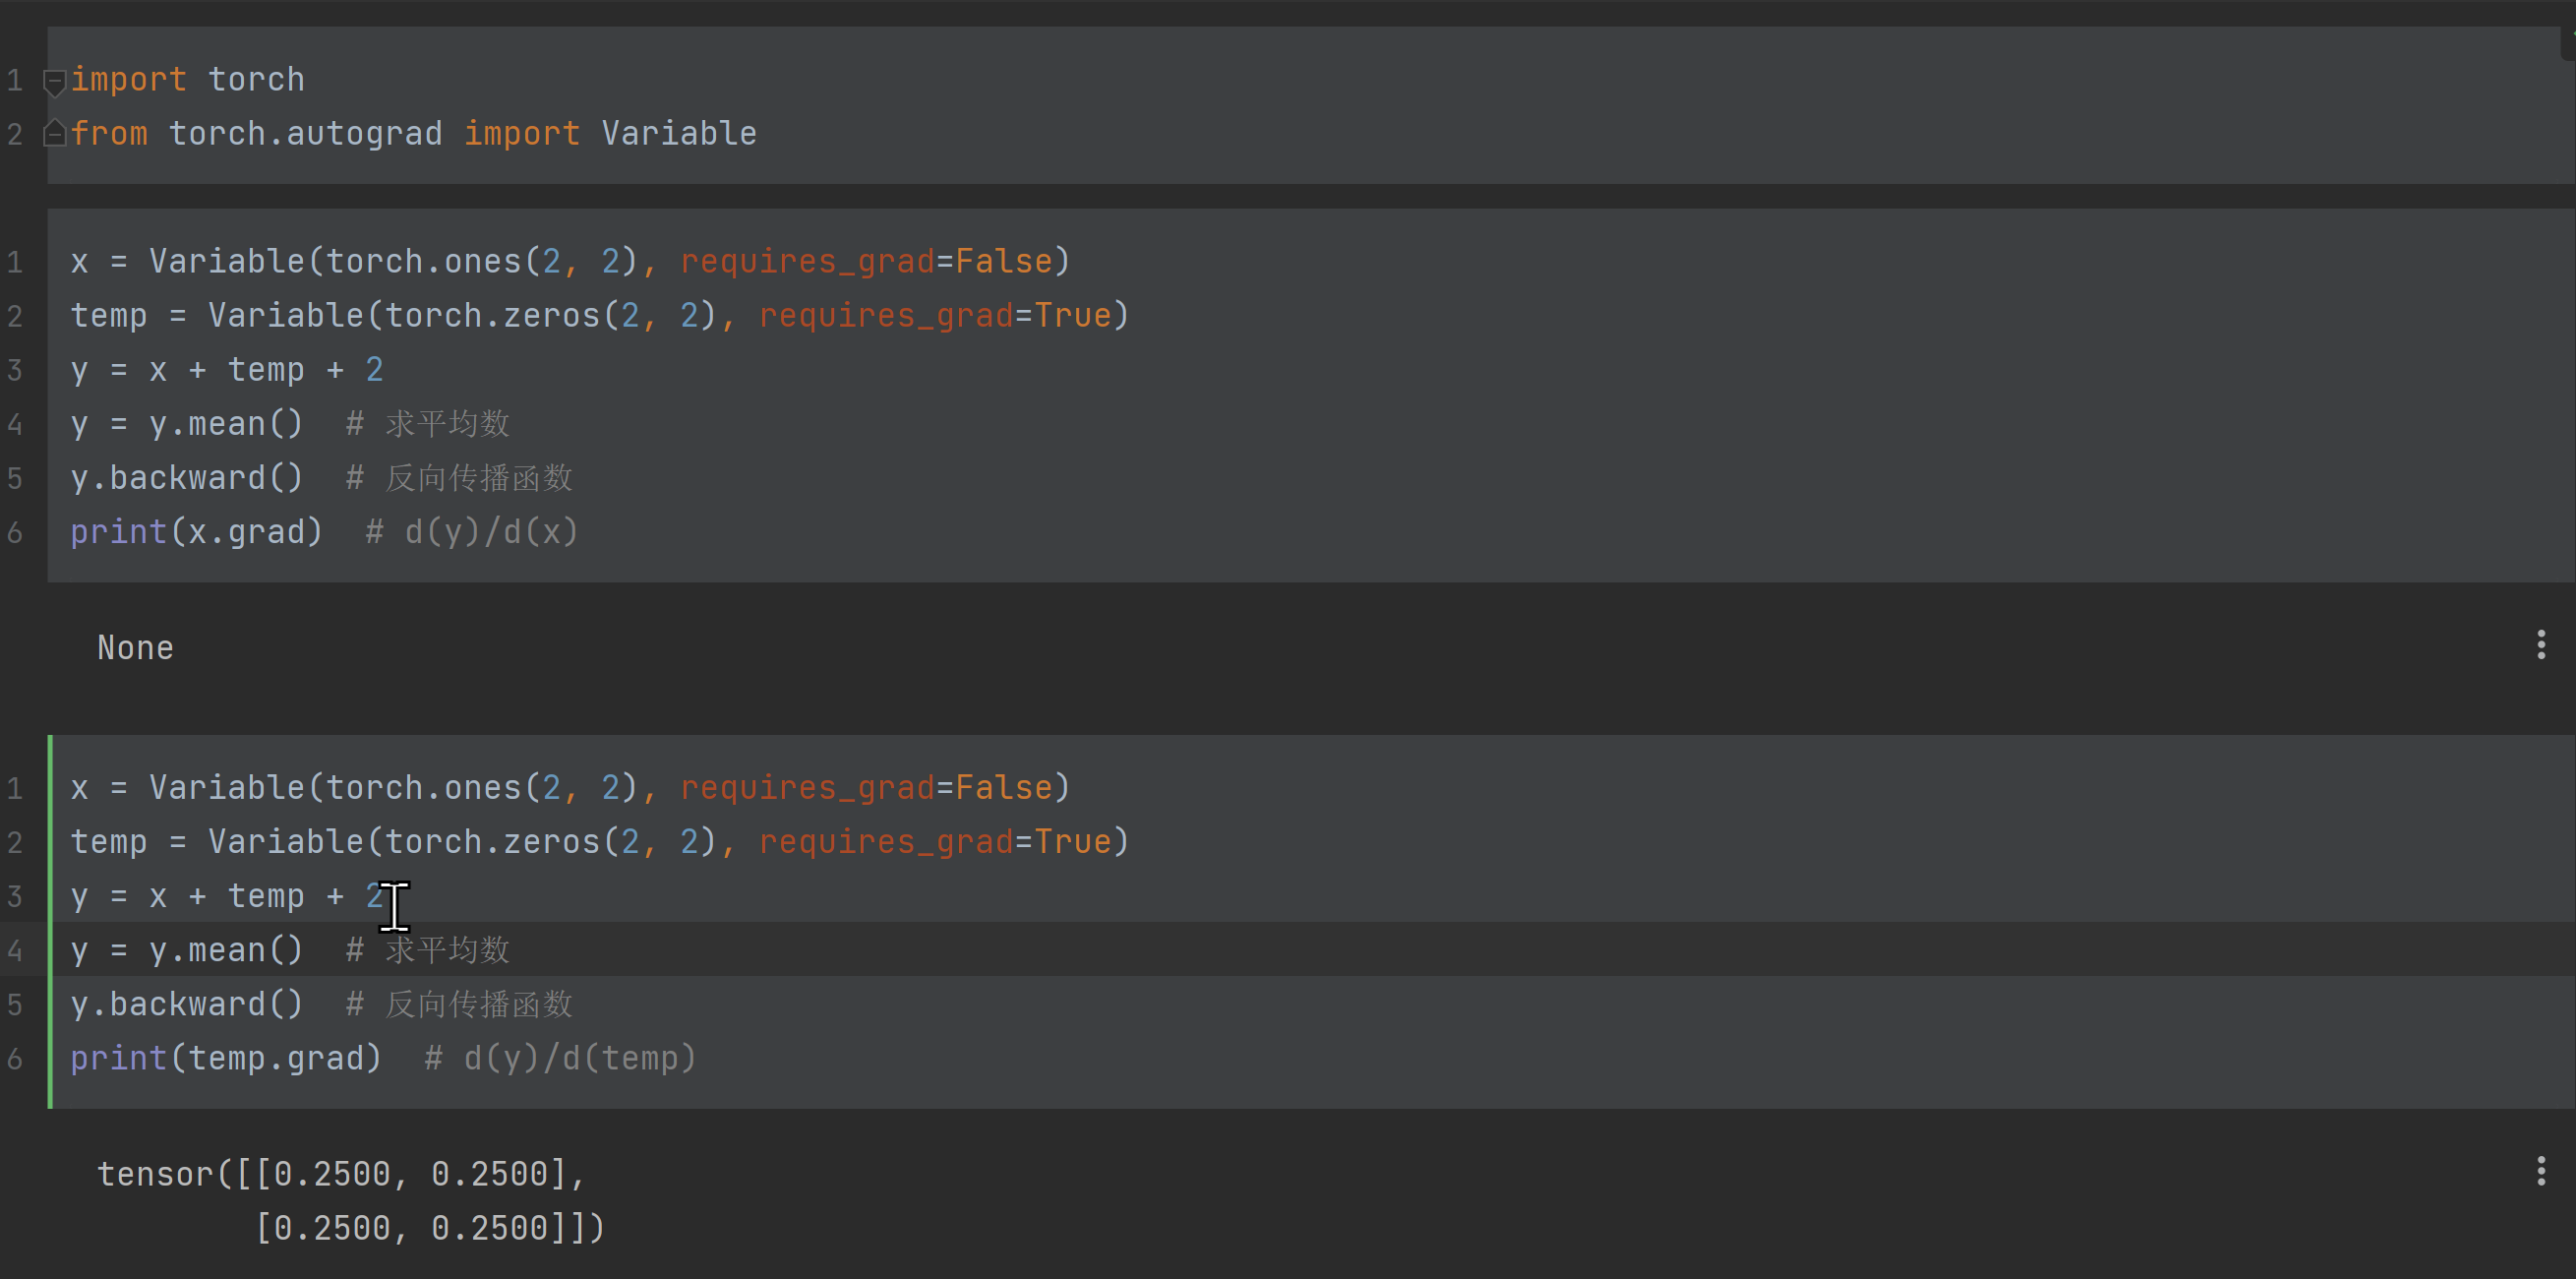 1 import torch
2 from torch.autograd import Variable
1 x = Variable(torch.ones(2, 2), requires_grad=False)
2 temp = Variable(torch.zeros(2, 2), requires_grad=True)
3 y = x + temp + 2
4 y = y.mean()  # 求平均数
5 y.backward()  # 反向传播函数
6 print(x.grad)  # d(y)/d(x)
None
1 x = Variable(torch.ones(2, 2), requires_grad=False)
2 temp = Variable(torch.zeros(2, 2), requires_grad=True)
3 y = x + temp + 2
4 y = y.mean()  # 求平均数
5 y.backward()  # 反向传播函数
6 print(temp.grad)  # d(y)/d(temp)
tensor([[0.2500, 0.2500],
        [0.2500, 0.2500]])